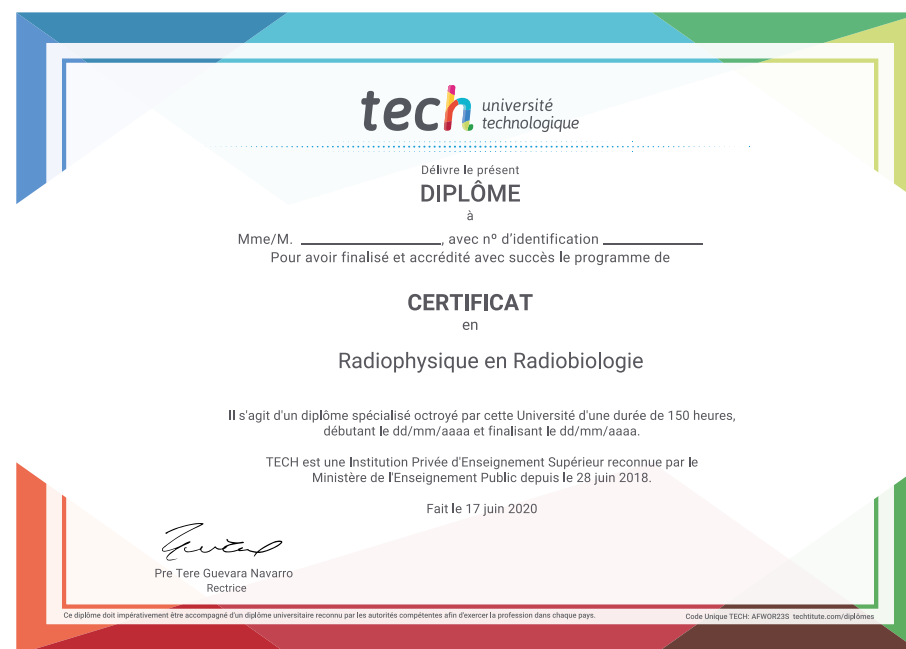 tech université
technologique
Délivre le présent
DIPLÔME
à
Mme/M. ____________________, avec nº d'identification ______________
Pour avoir finalisé et accrédité avec succès le programme de
CERTIFICAT
en
Radiophysique en Radiobiologie
Il s'agit d'un diplôme spécialisé octroyé par cette Université d'une durée de 150 heures,
débutant le dd/mm/aaaa et finalisant le dd/mm/aaaa.
TECH est une Institution Privée d'Enseignement Supérieur reconnue par le
Ministère de l'Enseignement Public depuis le 28 juin 2018.
Fait le 17 juin 2020
Pre Tere Guevara Navarro
Rectrice
Ce diplôme doit impérativement être accompagné d'un diplôme universitaire reconnu par les autorités compétentes afin d'exercer la profession dans chaque pays.
Code Unique TECH: AFWOR23S techtitute.com/diplômes